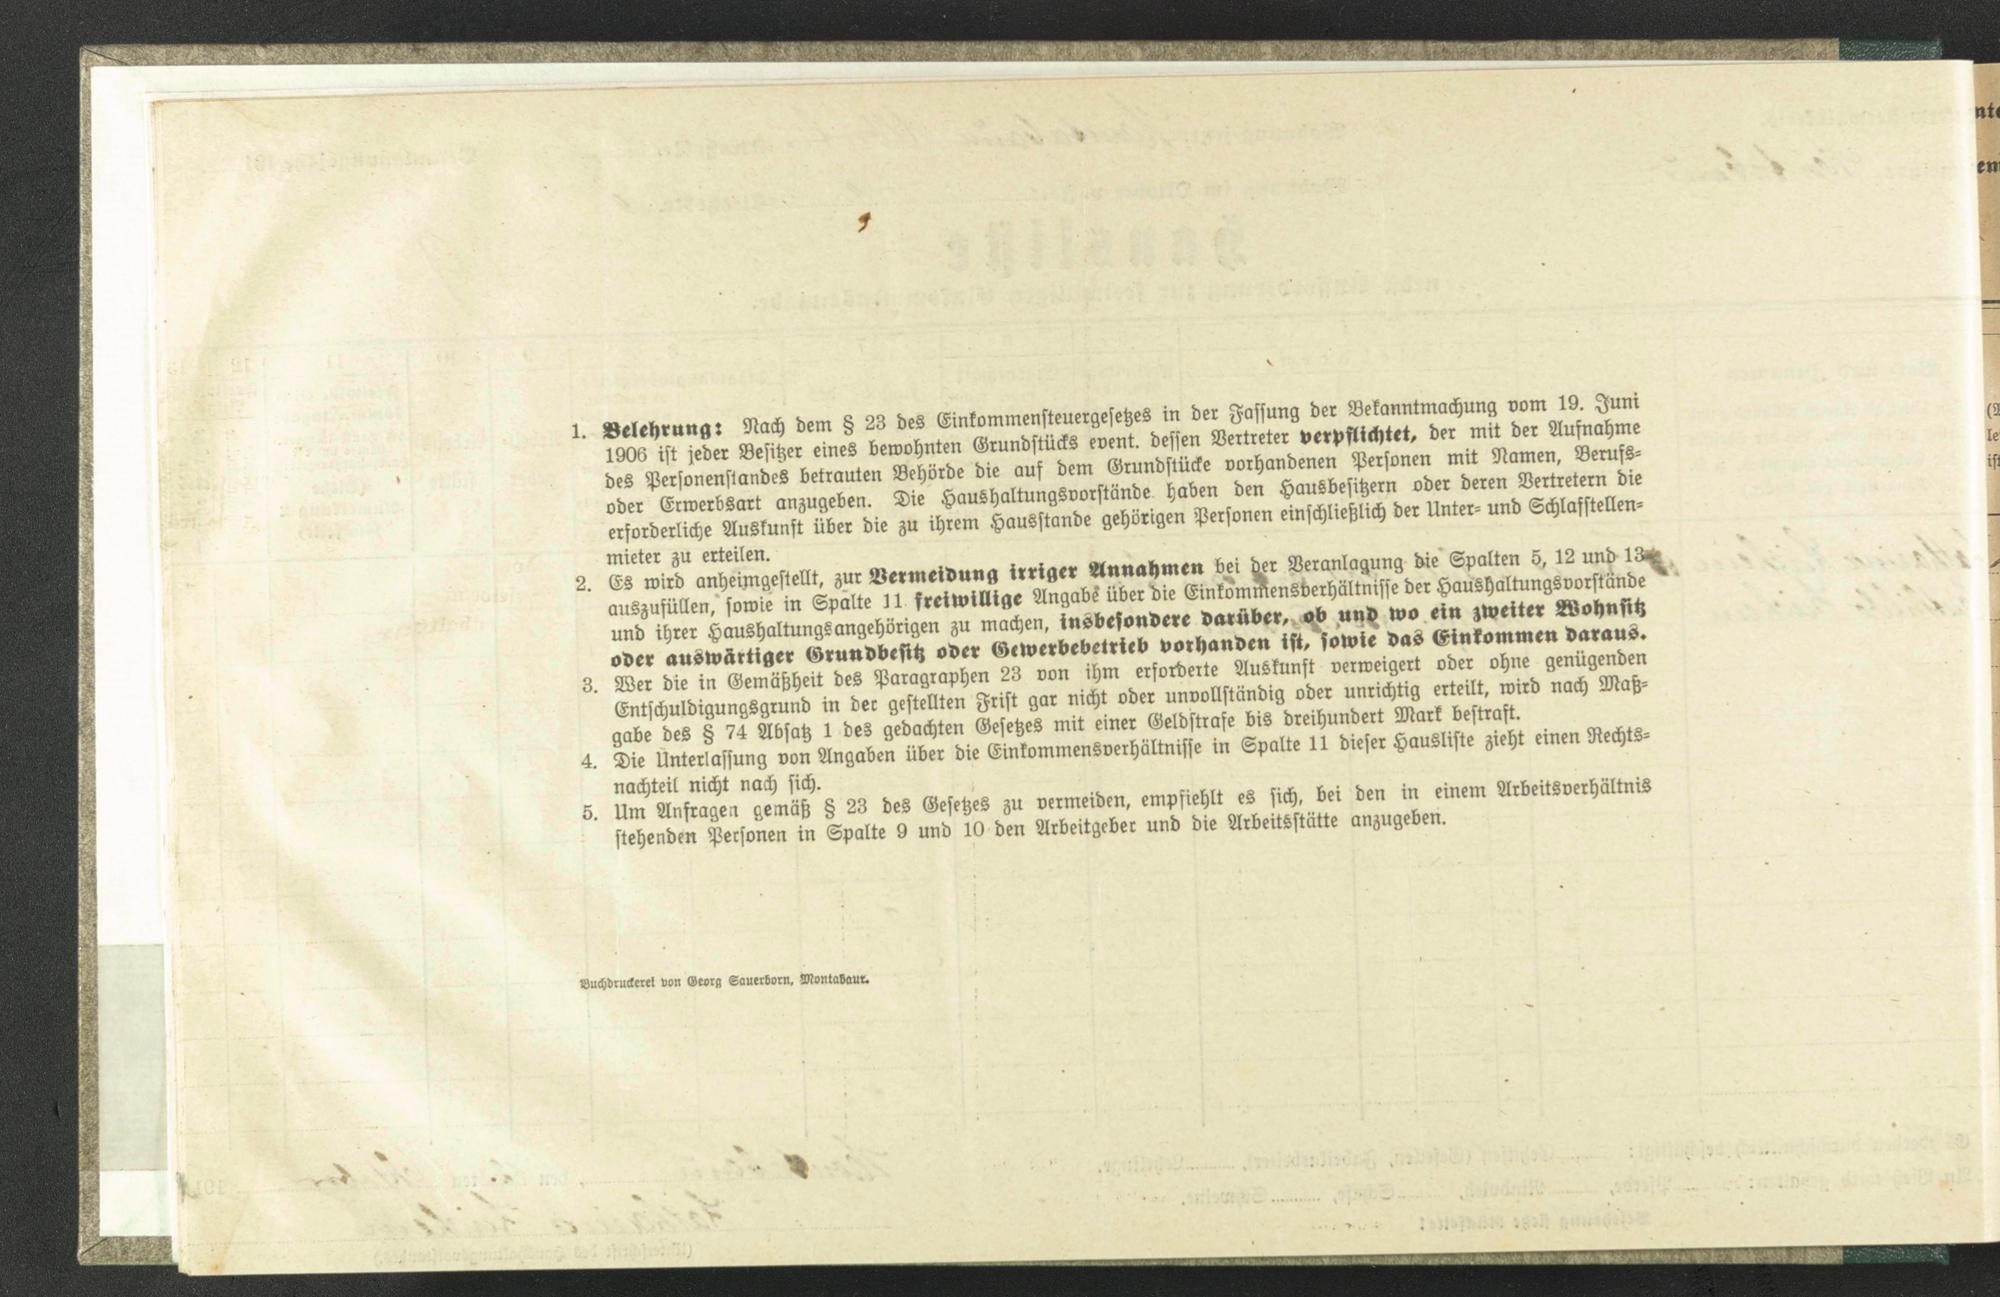 1. Belehrung: Nach dem § 23 des Einkommensteuergesetzes in der Fassung der Bekanntmachung vom 19. Juni
1906 ist jeder Besitzer eines bewohnten Grundstücks event. dessen Vertreter verpflichtet, der mit der Aufnahme
des Personenstandes betrauten Behörde die auf dem Grundstücke vorhandenen Personen mit Namen, Berufs-
oder Erwerbsart anzugeben. Die Haushaltungsvorstände haben den Hausbesitzern oder deren Vertretern die
erforderliche Auskunft über die zu ihrem Hausstande gehörigen Personen einschließlich der Unter- und Schlafstellen-
mieter zu erteilen.
2. Es wird anheimgestellt, zur Vermeidung irriger Annahmen bei der Veranlagung die Spalten 5, 12 und 13
auszufüllen, sowie in Spalte 11 freiwillige Angabe über die Einkommensverhältnisse der Haushaltungsvorstände
und ihrer Haushaltungsangehörigen zu machen, insbesondere darüber, ob und wo ein zweiter Wohnsitz
oder auswärtiger Grundbesitz oder Gewerbebetrieb vorhanden ist, sowie das Einkommen daraus.
3. Wer die in Gemäßheit des Paragraphen 23 von ihm erforderte Auskunft verweigert oder ohne genügenden
Entschuldigungsgrund in der gestellten Frist gar nicht oder unvollständig oder unrichtig erteilt, wird nach Maß-
gabe des § 74 Absatz 1 des gedachten Gesetzes mit einer Geldstrafe bis dreihundert Mark bestraft.
4. Die Unterlassung von Angaben über die Einkommensverhältnisse in Spalte 11 dieser Hausliste zieht einen Rechts-
nachteil nicht nach sich.
5. Um Anfragen gemäß § 23 des Gesetzes zu vermeiden, empfiehlt es sich, bei den in einem Arbeitsverhältnis
stehenden Personen in Spalte 9 und 10 den Arbeitgeber und die Arbeitsstätte anzugeben.
Buchdruckerei von Georg Sauerborn, Montabaur.